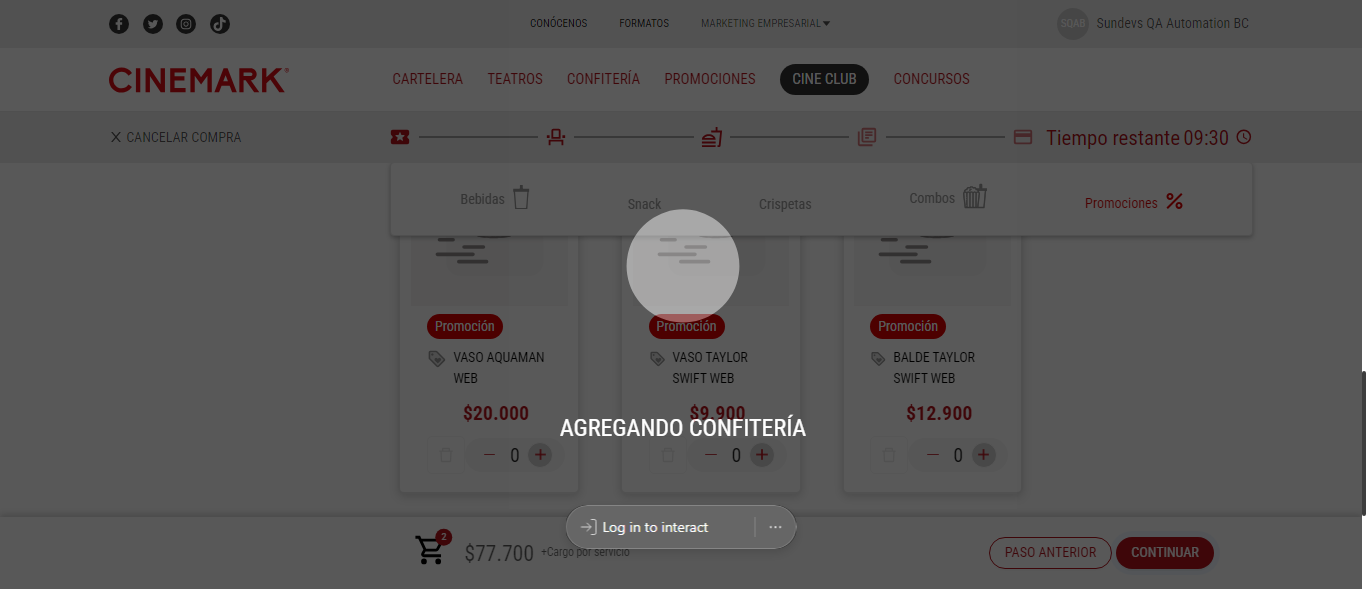 CONÓCENOS FORMATOS MARKETING EMPRESARIAL
SQAB Sundevs QA Automation BC
CINEMARK
CARTELERA TEATROS CONFITERÍA PROMOCIONES CINE CLUB CONCURSOS
CANCELAR COMPRA
Tiempo restante 09:30
Bebidas Snack Crispetas Combos Promociones %
Promoción Promoción Promoción
VASO AQUAMAN WEB
VASO TAYLOR SWIFT WEB
BALDE TAYLOR SWIFT WEB
$20.000 $9.900 $12.900
AGREGANDO CONFITERÍA
− 0 + − 0 + − 0 +
Log in to interact ...
2
$77.700 +Cargo por servicio
PASO ANTERIOR CONTINUAR